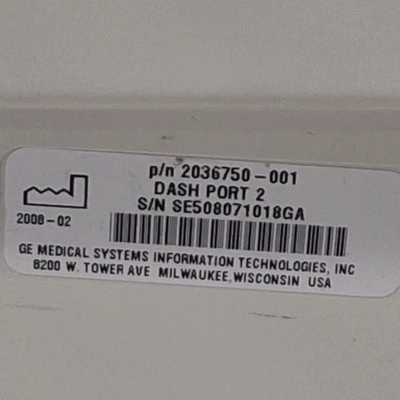 p/n 2036750-001
DASH PORT 2
S/N SE508071018GA
2008-02
GE MEDICAL SYSTEMS INFORMATION TECHNOLOGIES, INC
8200 W. TOWER AVE MILWAUKEE, WISCONSIN USA